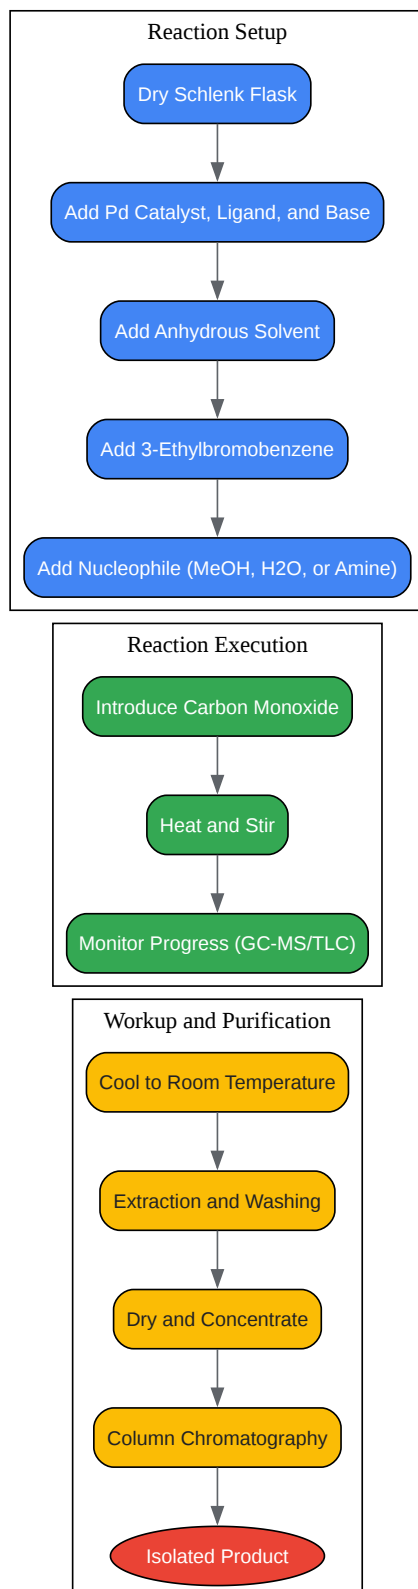 Reaction Setup
Dry Schlenk Flask
Add Pd Catalyst, Ligand, and Base
Add Anhydrous Solvent
Add 3-Ethylbromobenzene
Add Nucleophile (MeOH, H2O, or Amine)
Reaction Execution
Introduce Carbon Monoxide
Heat and Stir
Monitor Progress (GC-MS/TLC)
Workup and Purification
Cool to Room Temperature
Extraction and Washing
Dry and Concentrate
Column Chromatography
Isolated Product